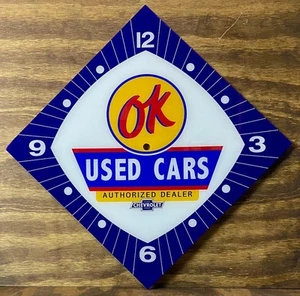 12
OK
9
3
USED CARS
AUTHORIZED DEALER
CHEVROLET
6